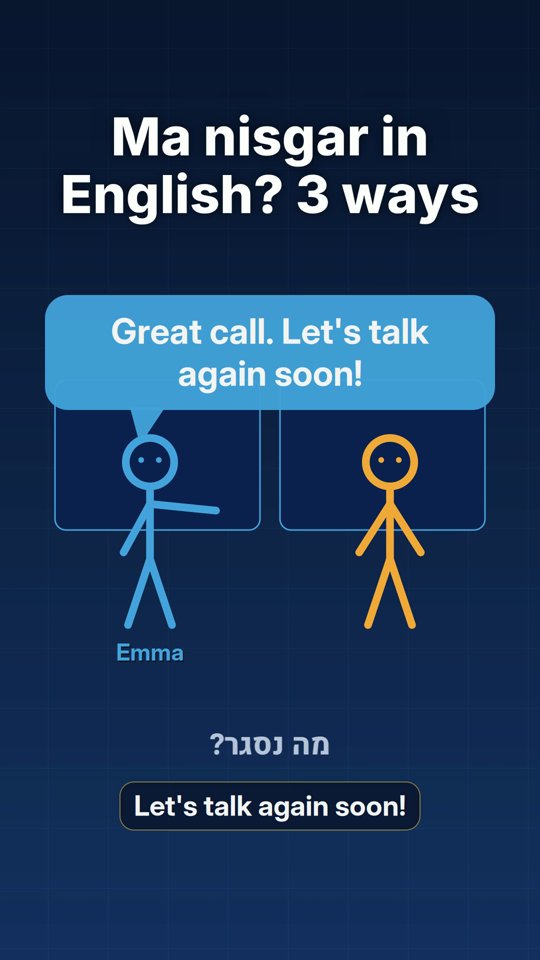 Ma nisgar in
English? 3 ways
Great call. Let's talk
again soon!
Emma
מה נסגר?
Let's talk again soon!